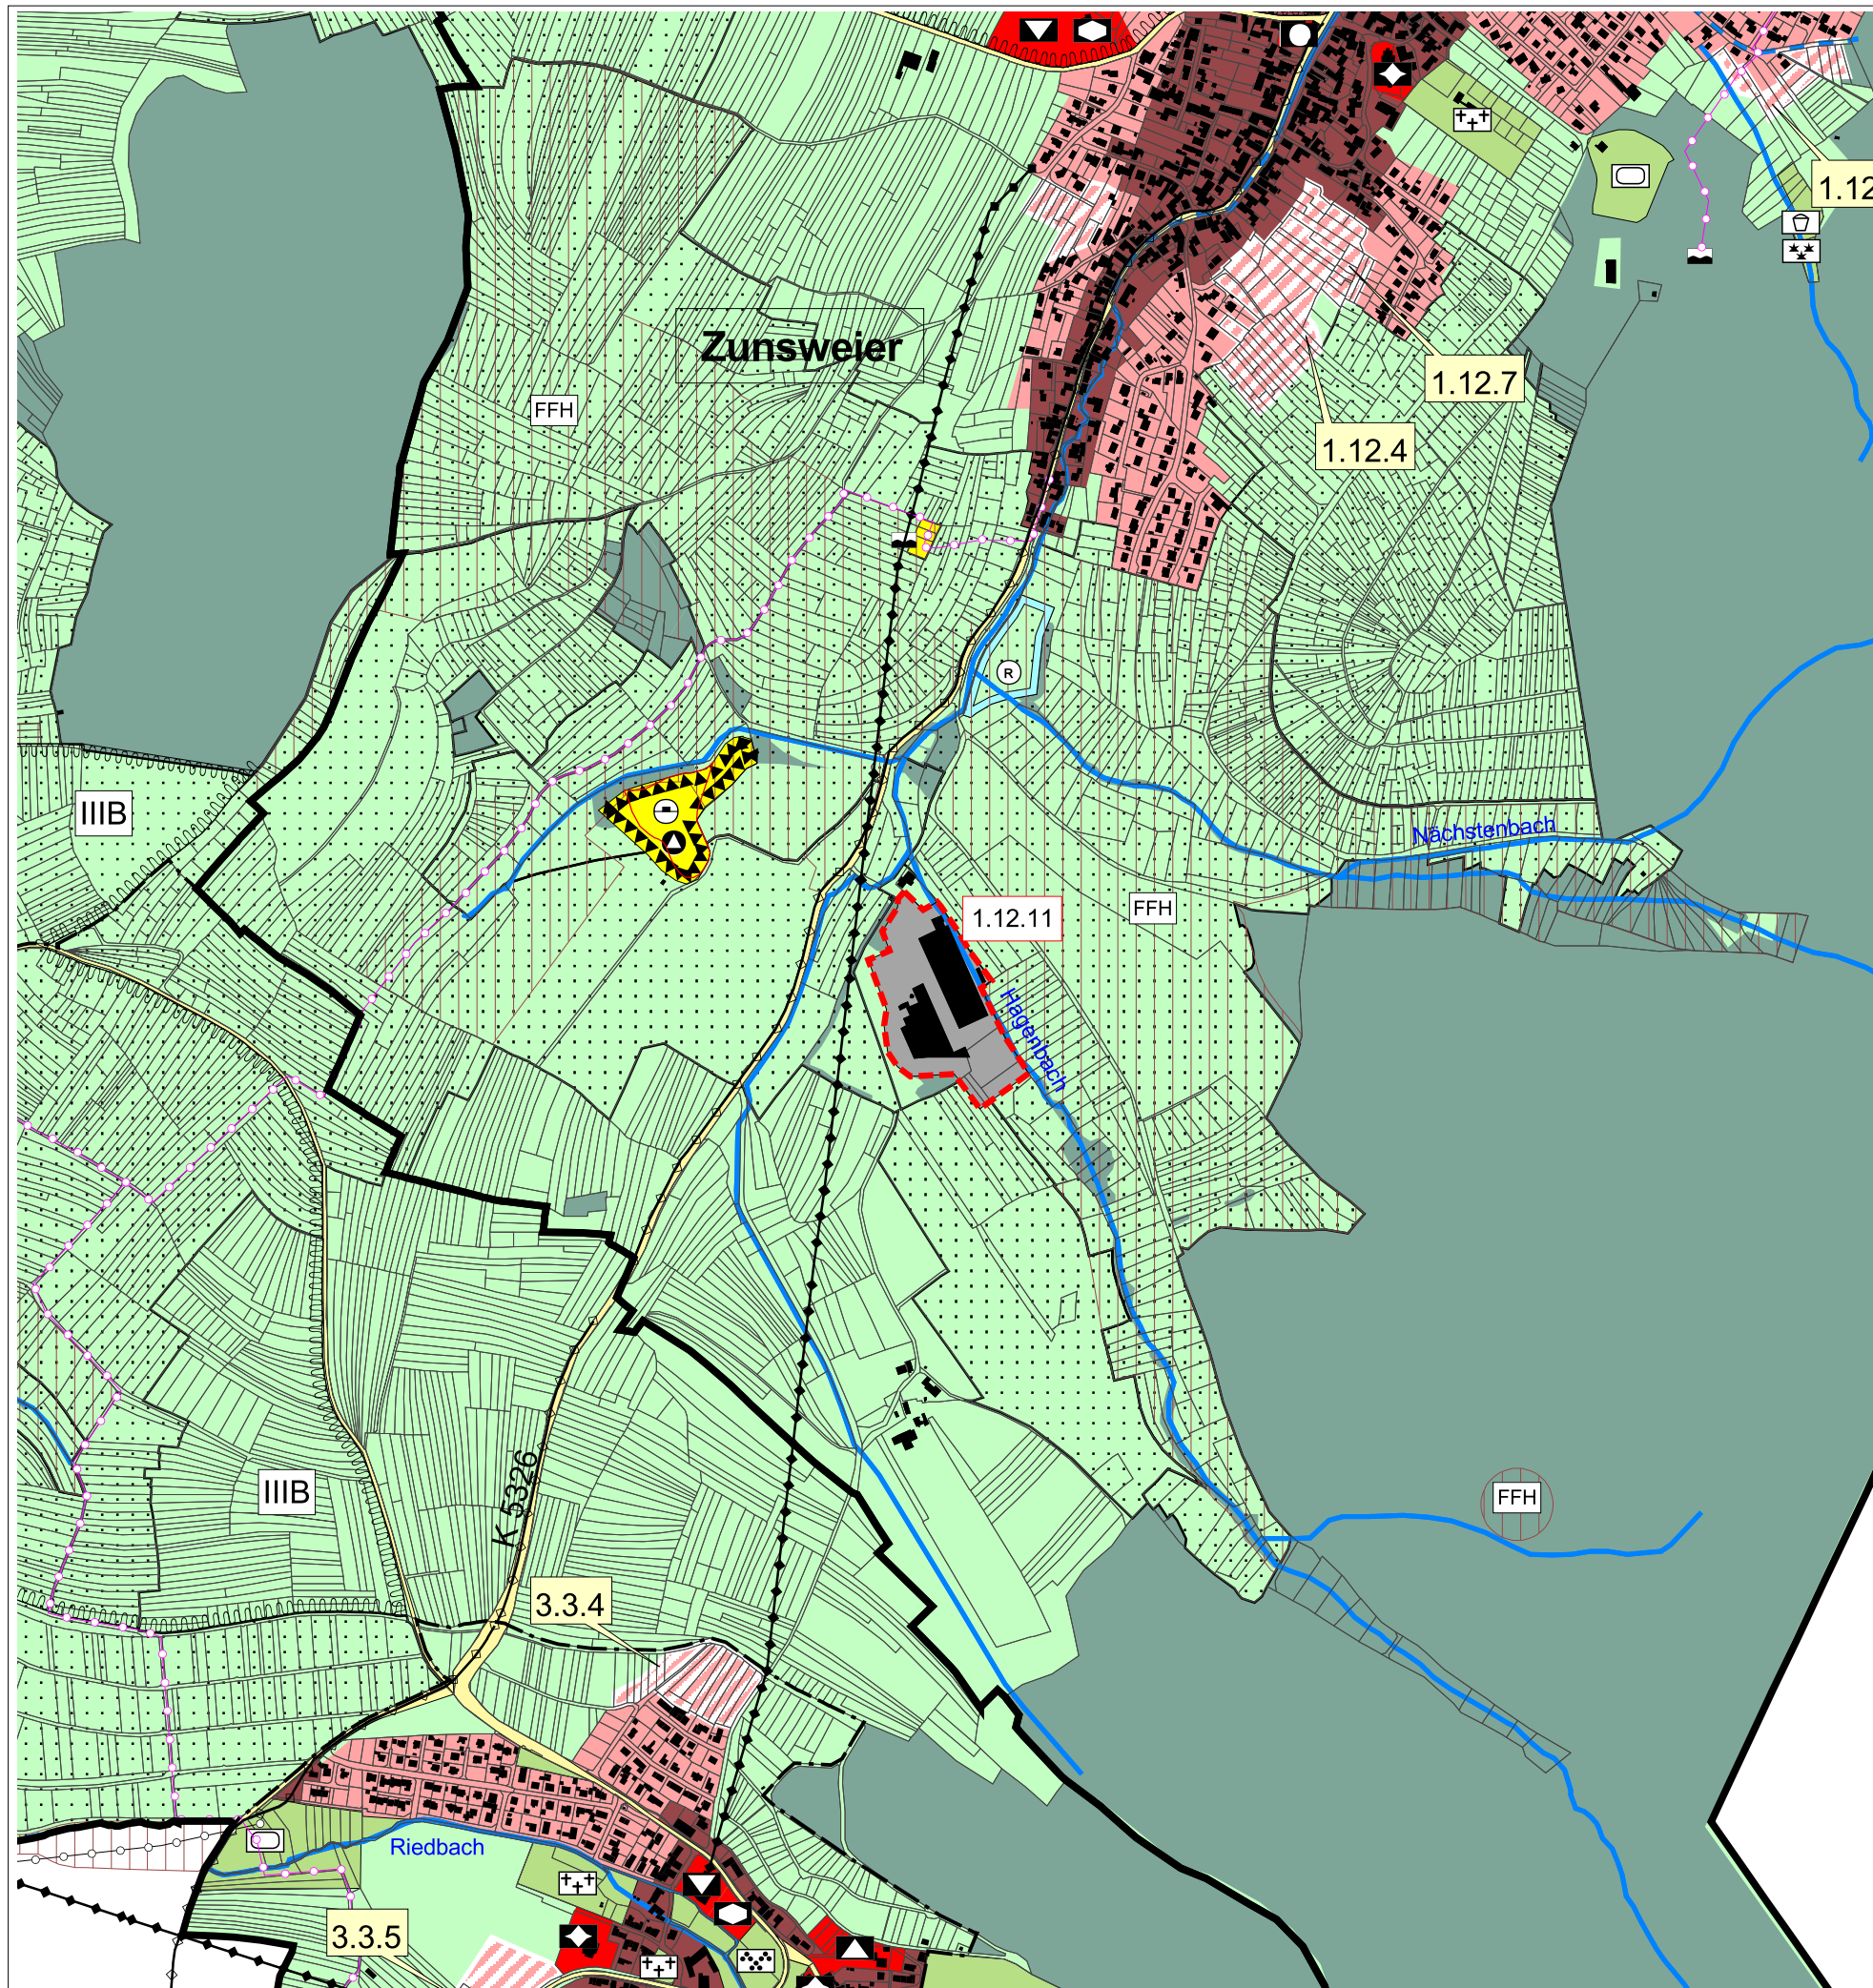 1.12
Zunsweier
1.12.7
FFH
1.12.4
R
IIIB
Nächstenbach
FFH
1.12.11
Hagenbach
K 5326
IIIB
FFH
3.3.4
Riedbach
3.3.5